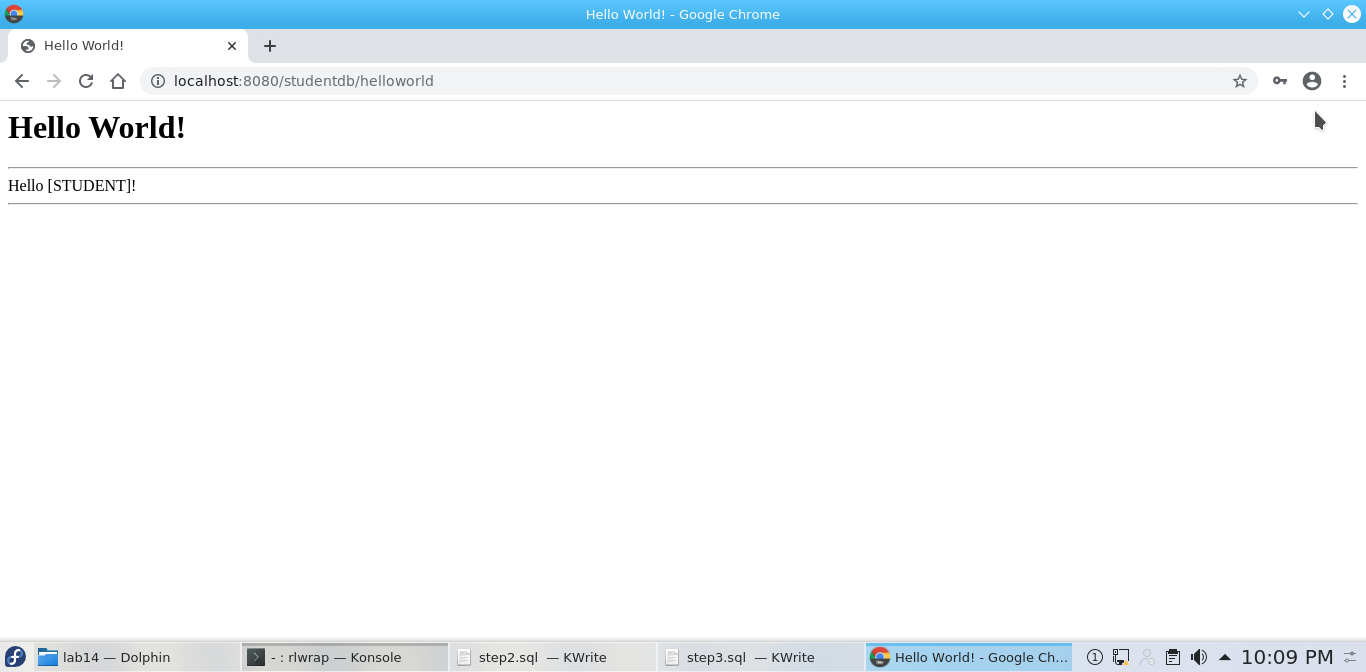 Hello World! - Google Chrome
Hello World!
localhost:8080/studentdb/helloworld
Hello World!
Hello [STUDENT]!
lab14 — Dolphin
- : rlwrap — Konsole
step2.sql — KWrite
step3.sql — KWrite
Hello World! - Google Ch...
1
10:09 PM